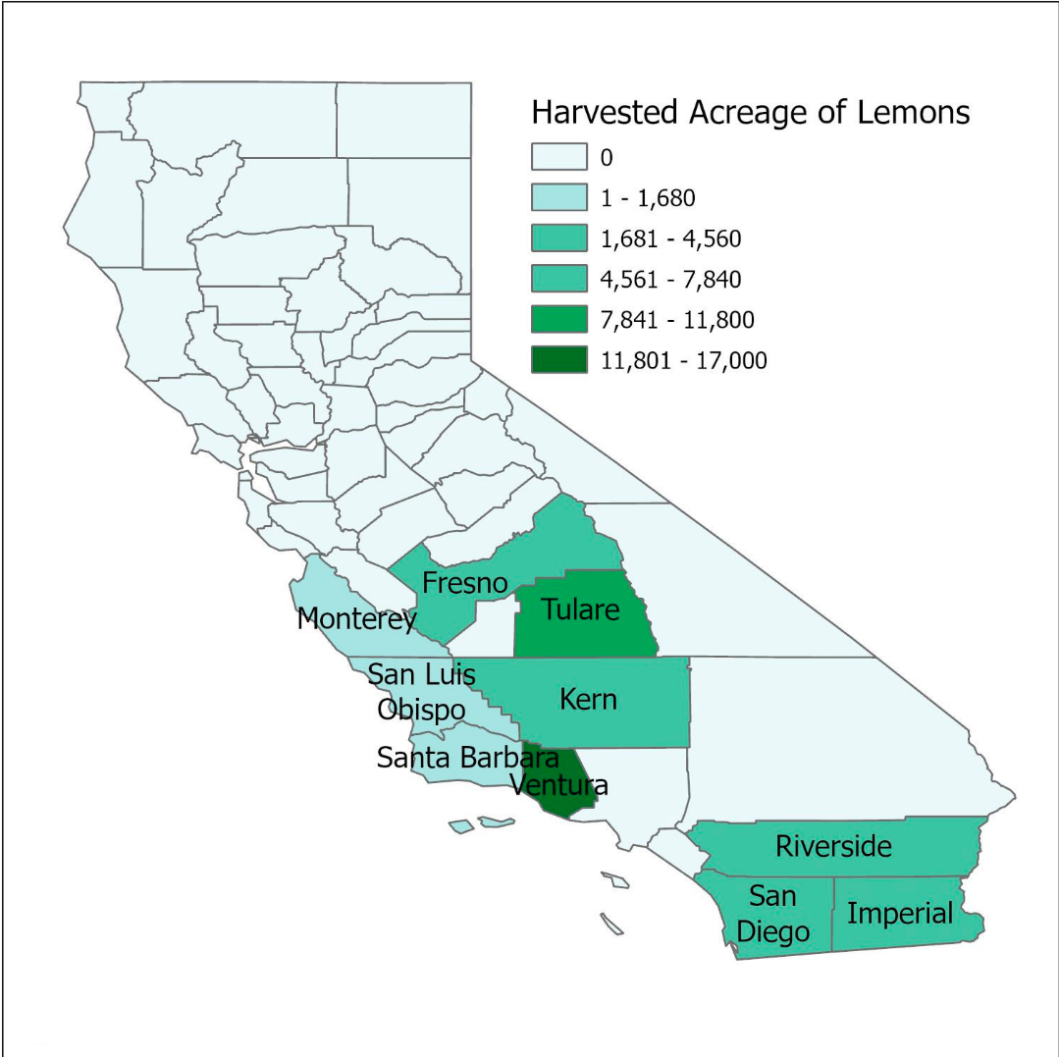 Harvested Acreage of Lemons
0
1 - 1,680
1,681 - 4,560
4,561 - 7,840
7,841 - 11,800
11,801 - 17,000
Fresno
Tulare
Monterey
San Luis
Obispo
Kern
Santa Barbara
Ventura
Riverside
San
Diego
Imperial